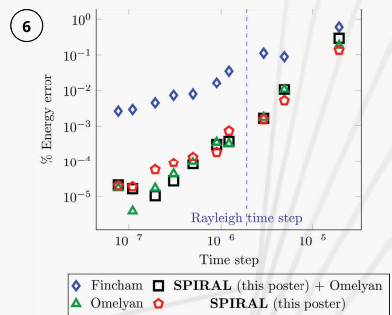 6
10^0
10^-1
10^-2
10^-3
10^-4
10^-5
% Energy error
Rayleigh time step
10^7 10^6 10^5
Time step
Fincham SPIRAL (this poster) + Omelyan
Omelyan SPIRAL (this poster)